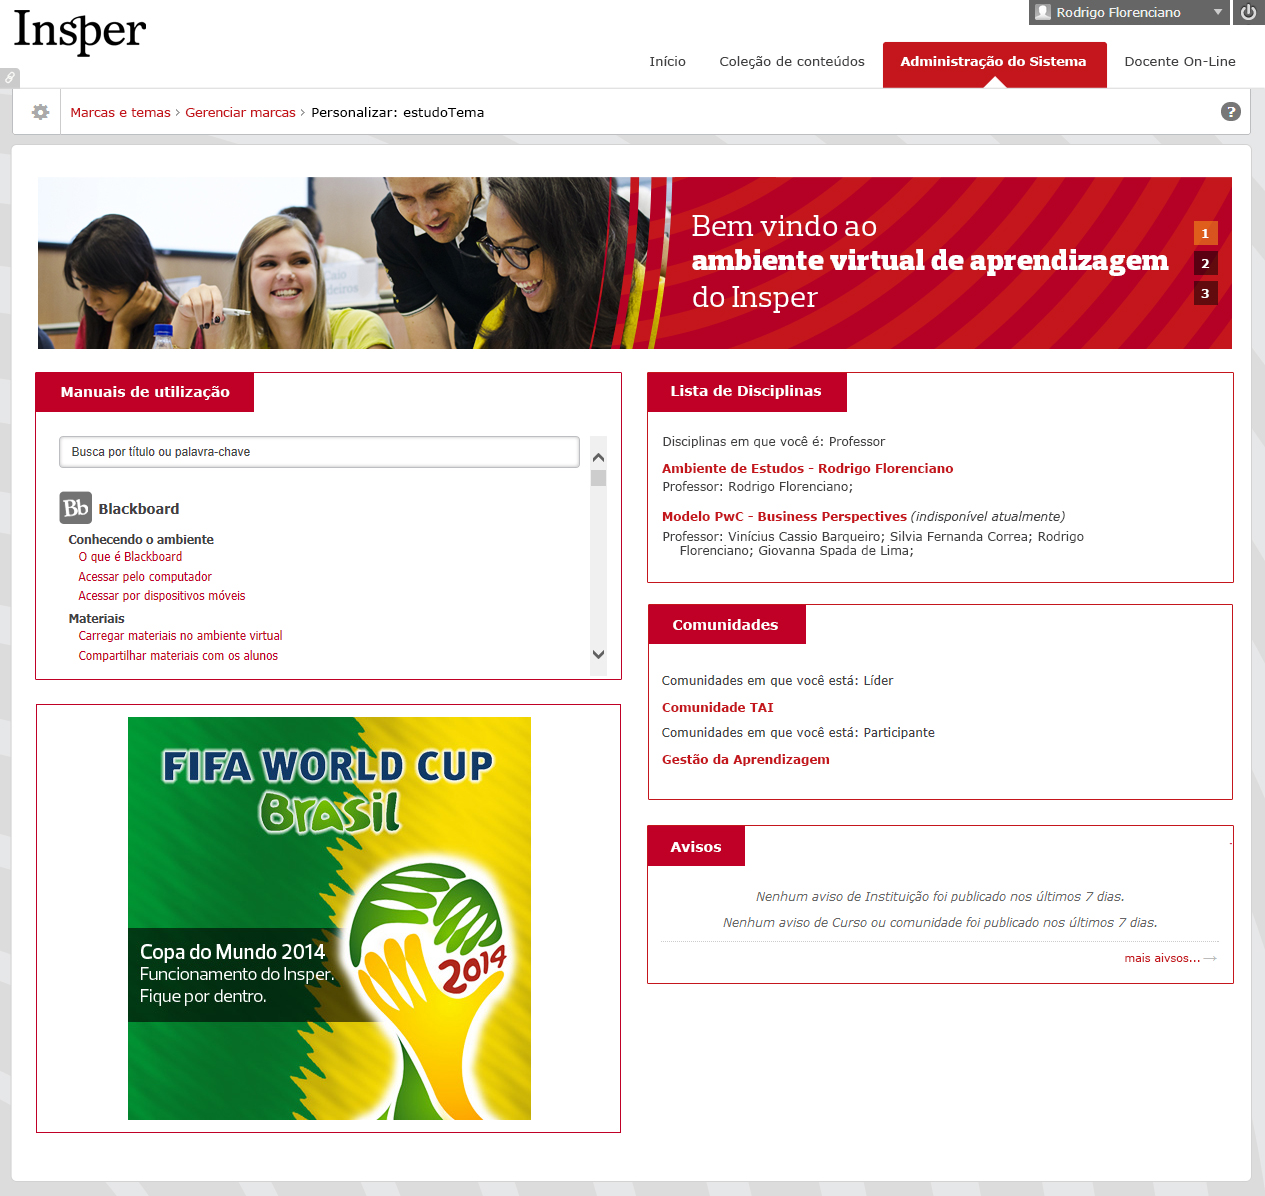 Insper
Rodrigo Florenciano
Início
Coleção de conteúdos
Administração do Sistema
Docente On-Line
Marcas e temas › Gerenciar marcas › Personalizar: estudoTema
?
Bem vindo ao
ambiente virtual de aprendizagem
do Insper
1
2
3
Manuais de utilização
Busca por título ou palavra-chave
Bb Blackboard
Conhecendo o ambiente
O que é Blackboard
Acessar pelo computador
Acessar por dispositivos móveis
Materiais
Carregar materiais no ambiente virtual
Compartilhar materiais com os alunos
FIFA WORLD CUP
Brasil
2014
Copa do Mundo 2014
Funcionamento do Insper.
Fique por dentro.
Lista de Disciplinas
Disciplinas em que você é: Professor
Ambiente de Estudos - Rodrigo Florenciano
Professor: Rodrigo Florenciano;
Modelo PwC - Business Perspectives (indisponível atualmente)
Professor: Vinícius Cassio Barqueiro; Silvia Fernanda Correa; Rodrigo
Florenciano; Giovanna Spada de Lima;
Comunidades
Comunidades em que você está: Líder
Comunidade TAI
Comunidades em que você está: Participante
Gestão da Aprendizagem
Avisos
Nenhum aviso de Instituição foi publicado nos últimos 7 dias.
Nenhum aviso de Curso ou comunidade foi publicado nos últimos 7 dias.
mais aivsos... →